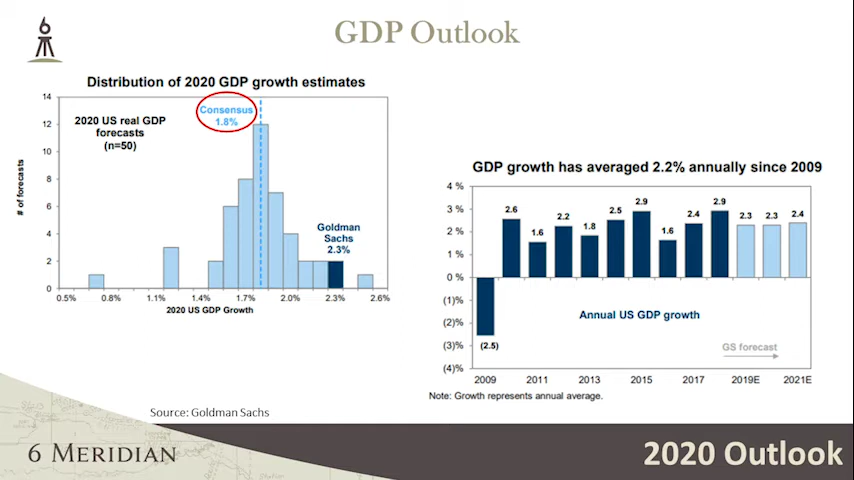 6
GDP Outlook
Distribution of 2020 GDP growth estimates
14
12
10
8
6
4
2
0
# of forecasts
2020 US real GDP
forecasts
(n=50)
Consensus
1.8%
Goldman
Sachs
2.3%
0.5% 0.8% 1.1% 1.4% 1.7% 2.0% 2.3% 2.6%
2020 US GDP Growth
GDP growth has averaged 2.2% annually since 2009
4 %
3 %
2 %
1 %
0 %
(1)%
(2)%
(3)%
(4)%
(2.5)
2.6
1.6
2.2
1.8
2.5
2.9
1.6
2.4
2.9
2.3
2.3
2.4
Annual US GDP growth
GS forecast
2009 2011 2013 2015 2017 2019E 2021E
Note: Growth represents annual average.
Source: Goldman Sachs
6 MERIDIAN
2020 Outlook